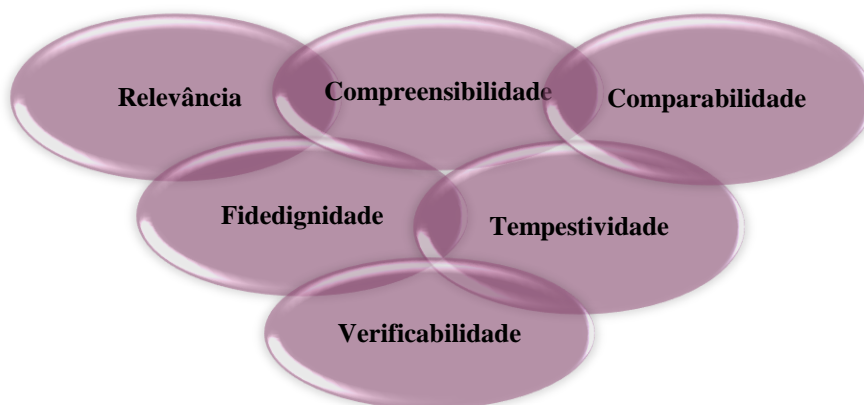 Relevância
Compreensibilidade
Comparabilidade
Fidedignidade
Tempestividade
Verificabilidade